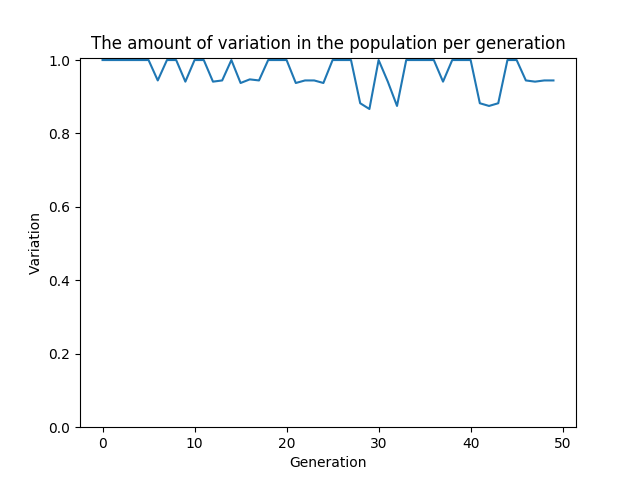 The amount of variation in the population per generation
1.0
0.8
0.6
0.4
0.2
0.0
Variation
0 10 20 30 40 50
Generation